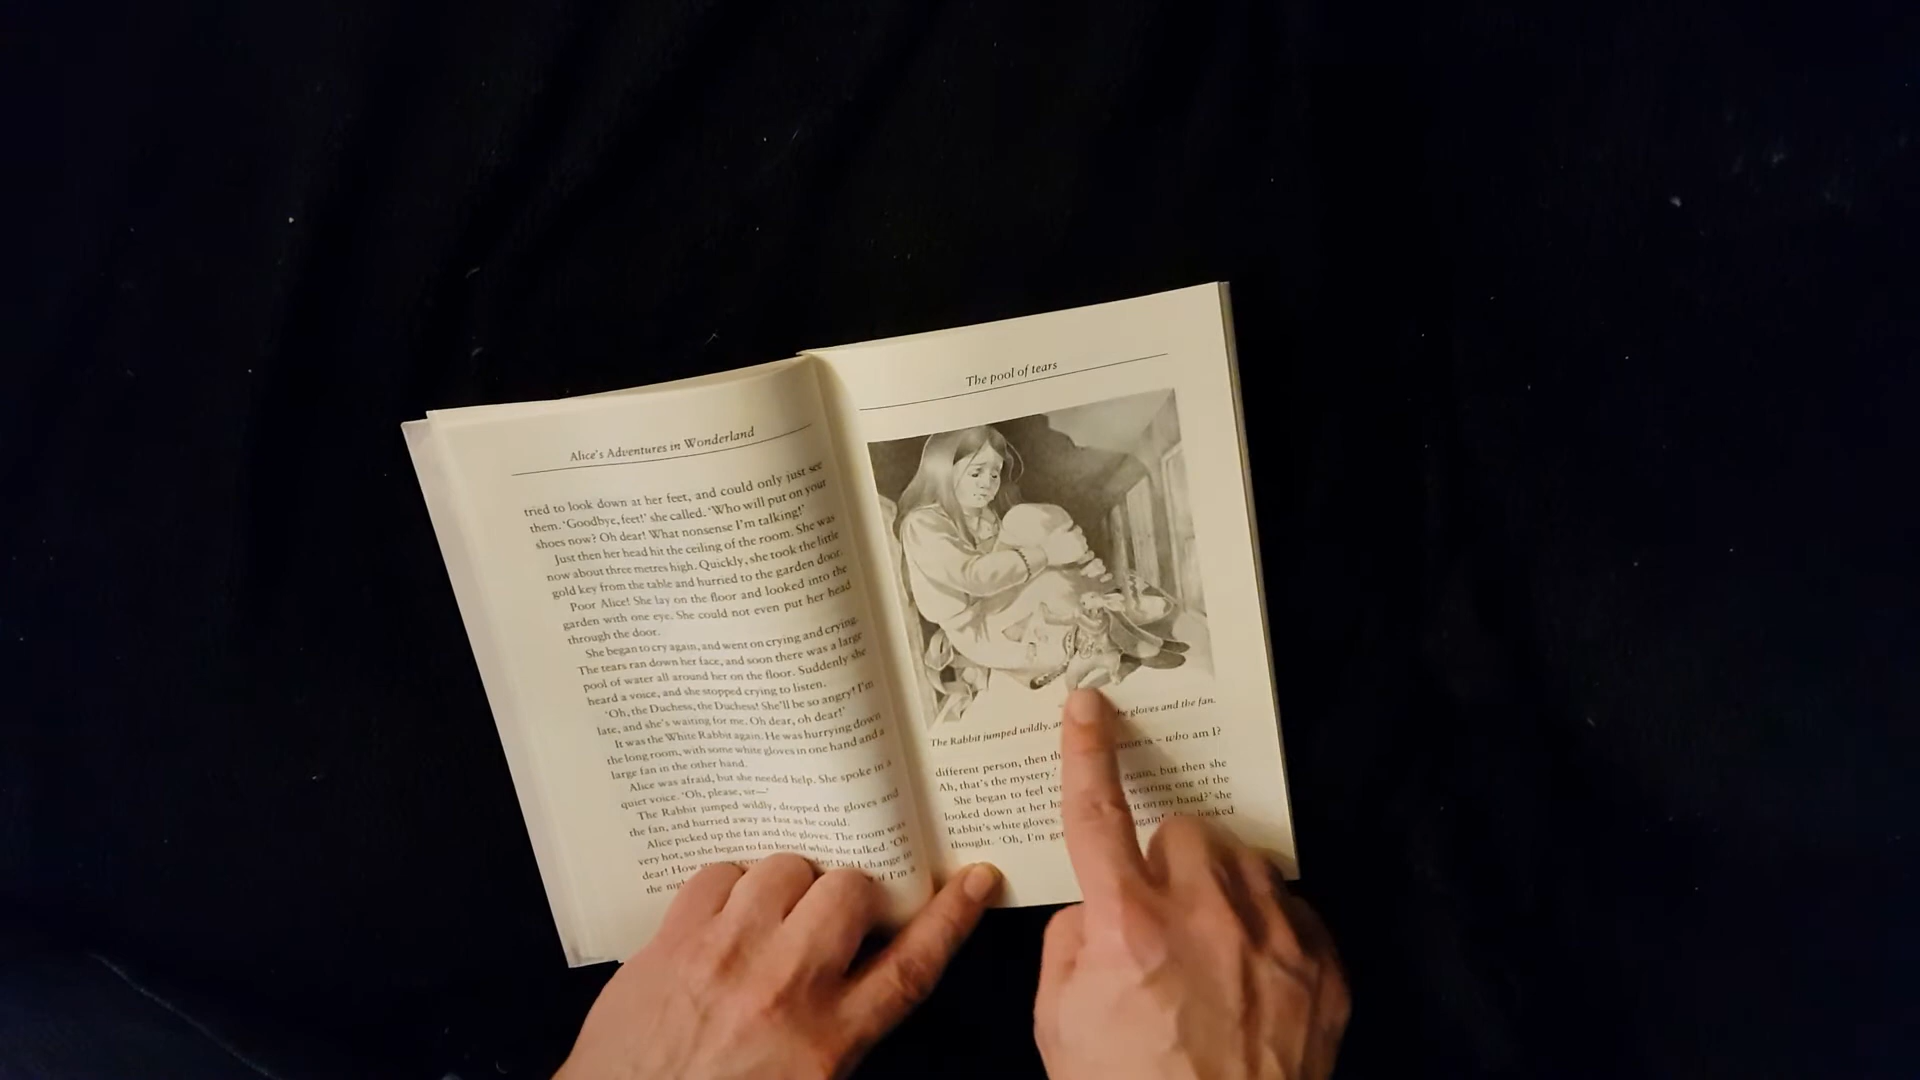 Alice's Adventures in Wonderland
tried to look down at her feet, and could only just see
them. 'Goodbye, feet!' she called. 'Who will put on your
shoes now? Oh dear! What nonsense I'm talking!'
Just then her head hit the ceiling of the room. She was
now about three metres high. Quickly, she took the little
gold key from the table and hurried to the garden door.
Poor Alice! She lay on the floor and looked into the
garden with one eye. She could not even put her head
through the door.
She began to cry again, and went on crying and crying.
The tears ran down her face, and soon there was a large
pool of water all around her on the floor. Suddenly she
heard a voice, and she stopped crying to listen.
'Oh, the Duchess, the Duchess! She'll be so angry! I'm
late, and she's waiting for me. Oh dear, oh dear!'
It was the White Rabbit again. He was hurrying down
the long room, with some white gloves in one hand and a
large fan in the other hand.
Alice was afraid, but she needed help. She spoke in a
quiet voice. 'Oh, please, sir—'
The Rabbit jumped wildly, dropped the gloves and
the fan, and hurried away as fast as he could.
Alice picked up the fan and the gloves. The room was
very hot, so she began to fan herself while she talked. 'Oh
dear! How day! Did I change in
the if I'm a
The pool of tears
The Rabbit jumped wildly, gloves and the fan.
different person, then is – who am I?
Ah, that's the mystery.' again, but then she
She began to feel wearing one of the
looked down at her it on my hand?' she
Rabbit's white gloves. again!' looked
thought. 'Oh, I'm